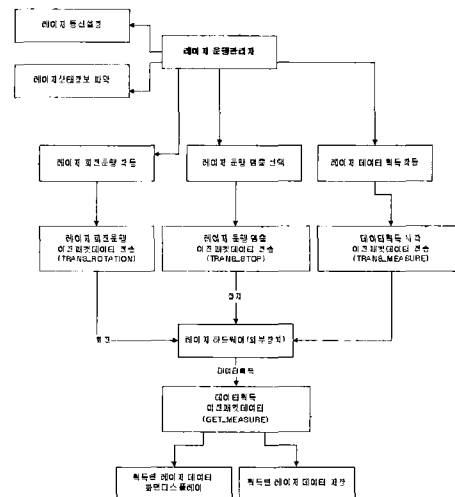 레이저 통신설정
레이저 운행관리자
레이저상태정보 파악
레이저 회전운행 작동
레이저 운행 멈춤 선택
레이저 데이터 획득 작동
레이저 회전운행
이진패킷데이터 전송
(TRANS_ROTATION)
레이저 운행 멈춤
이진패킷데이터 전송
(TRANS_STOP)
데이터획득 시작
이진패킷데이터 전송
(TRANS_MEASURE)
정지
회전
레이저 하드웨어(외부장치)
데이터획득
데이터획득
이진패킷데이터
(GET_MEASURE)
획득된 레이저 데이터
화면디스플레이
획득된 레이저 데이터 저장